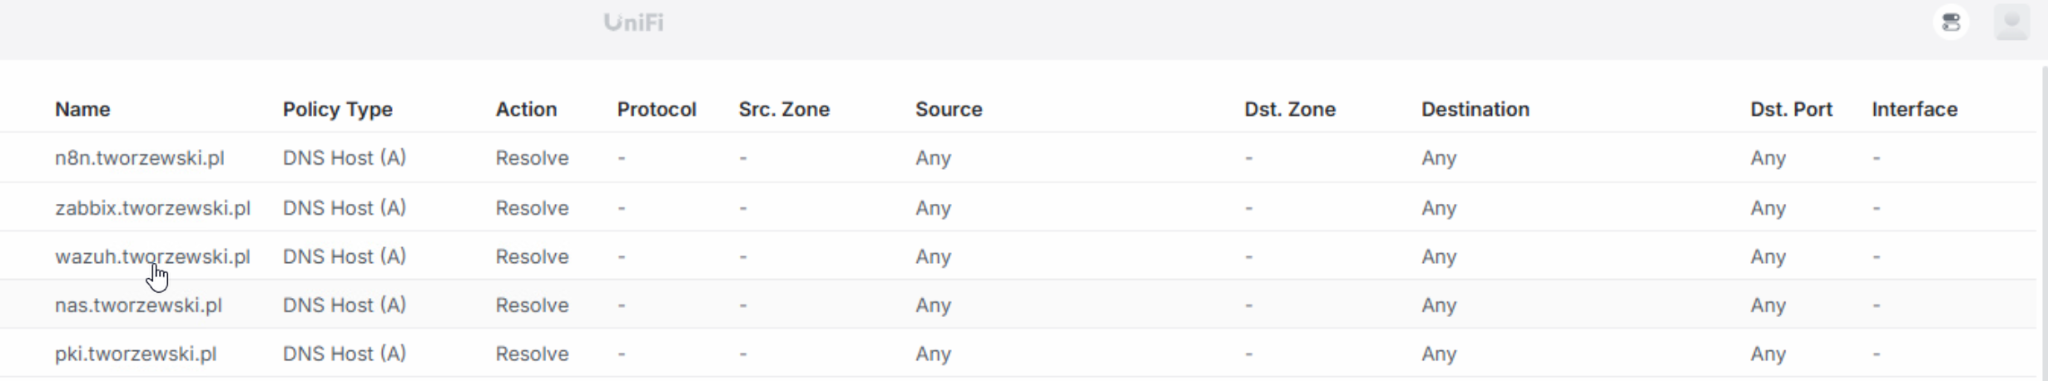 UniFi
Name Policy Type Action Protocol Src. Zone Source Dst. Zone Destination Dst. Port Interface
n8n.tworzewski.pl DNS Host (A) Resolve - - Any - Any Any -
zabbix.tworzewski.pl DNS Host (A) Resolve - - Any - Any Any -
wazuh.tworzewski.pl DNS Host (A) Resolve - - Any - Any Any -
nas.tworzewski.pl DNS Host (A) Resolve - - Any - Any Any -
pki.tworzewski.pl DNS Host (A) Resolve - - Any - Any Any -